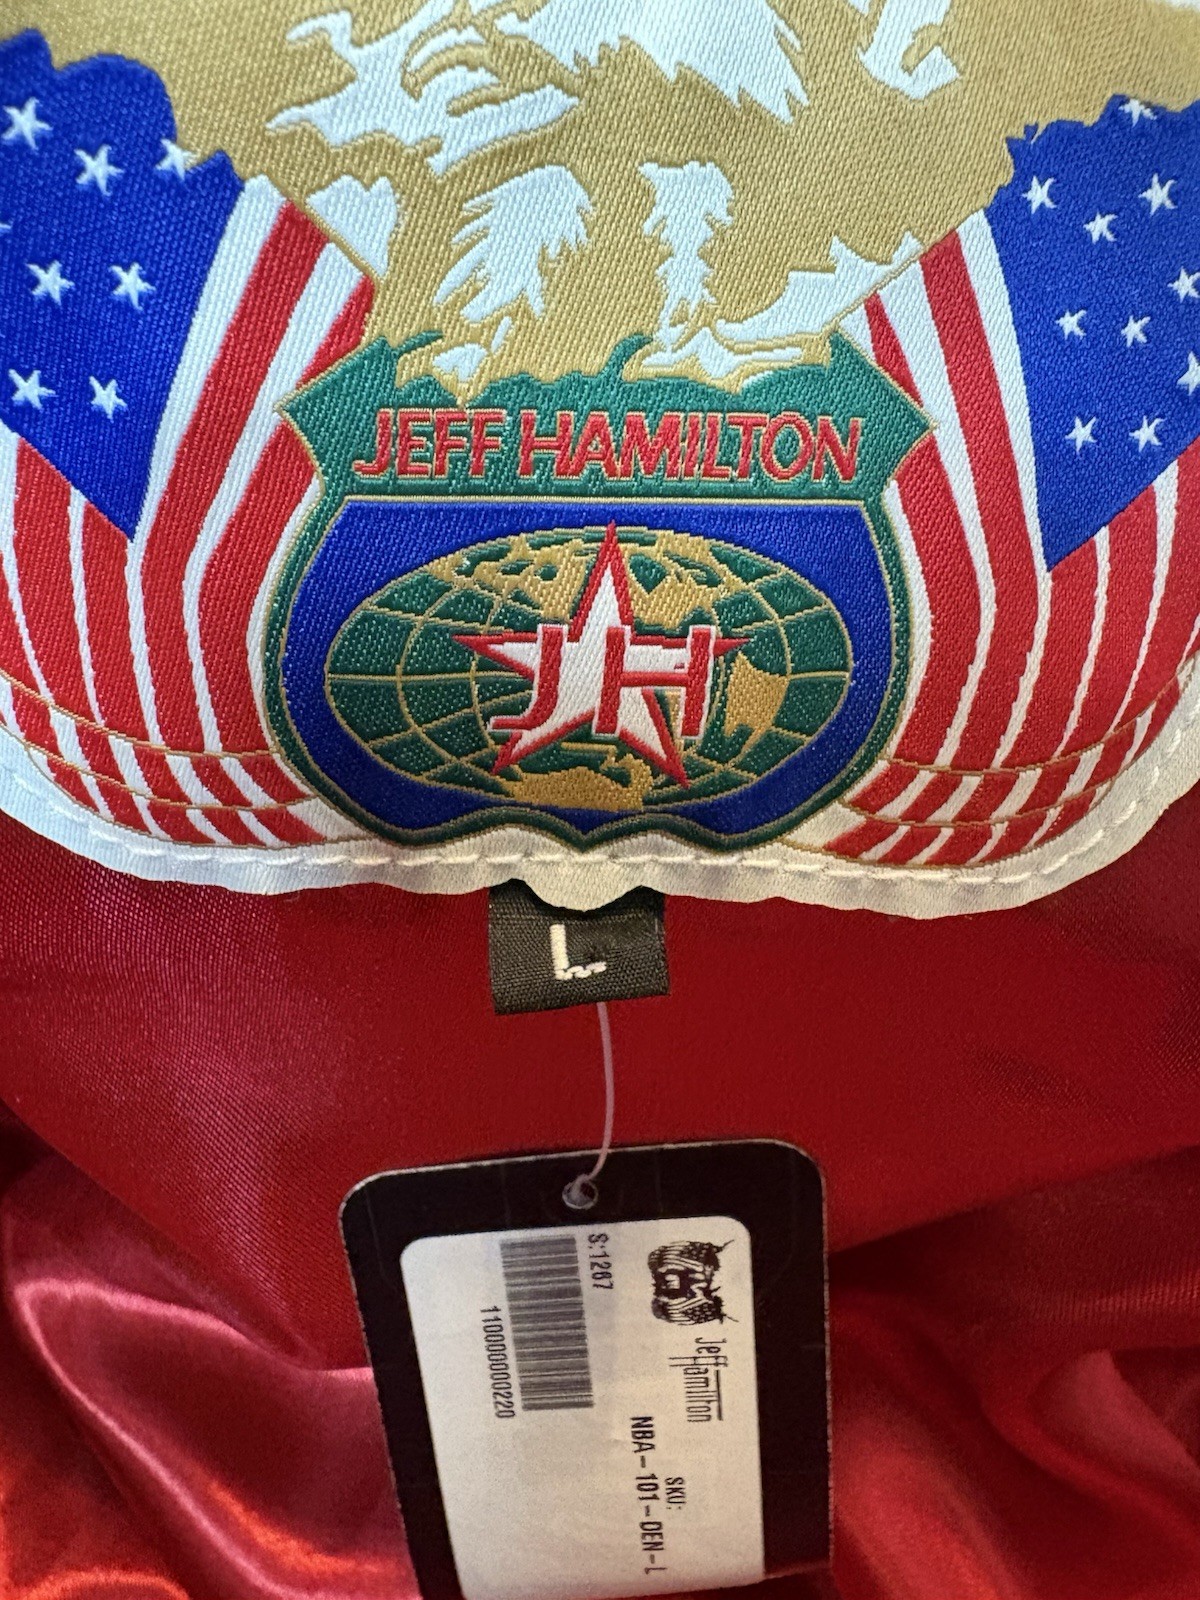 JEFF HAMILTON
JH
L
Jeff
Hamilton
SKU:
NBA-101-DEN-L
S:1267
11000000220